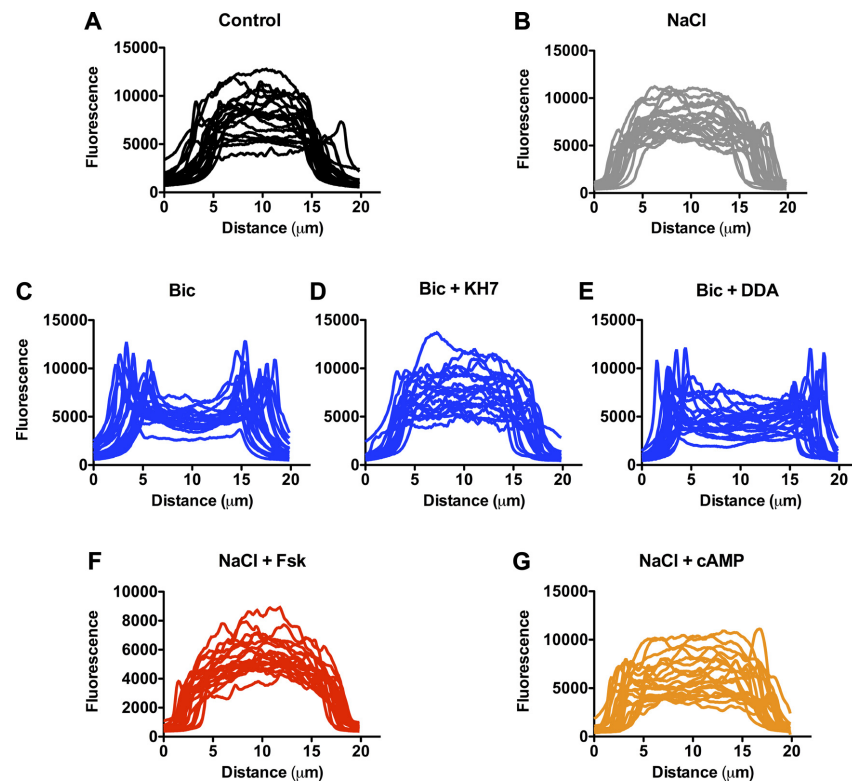 A
Control
Fluorescence
15000
10000
5000
0
0 5 10 15 20
Distance (μm)
B
NaCl
Fluorescence
15000
10000
5000
0
0 5 10 15 20
Distance (μm)
C
Bic
Fluorescence
15000
10000
5000
0
0 5 10 15 20
Distance (μm)
D
Bic + KH7
15000
10000
5000
0
0 5 10 15 20
Distance (μm)
E
Bic + DDA
15000
10000
5000
0
0 5 10 15 20
Distance (μm)
F
NaCl + Fsk
Fluorescence
10000
8000
6000
4000
2000
0
0 5 10 15 20
Distance (μm)
G
NaCl + cAMP
Fluorescence
15000
10000
5000
0
0 5 10 15 20
Distance (μm)